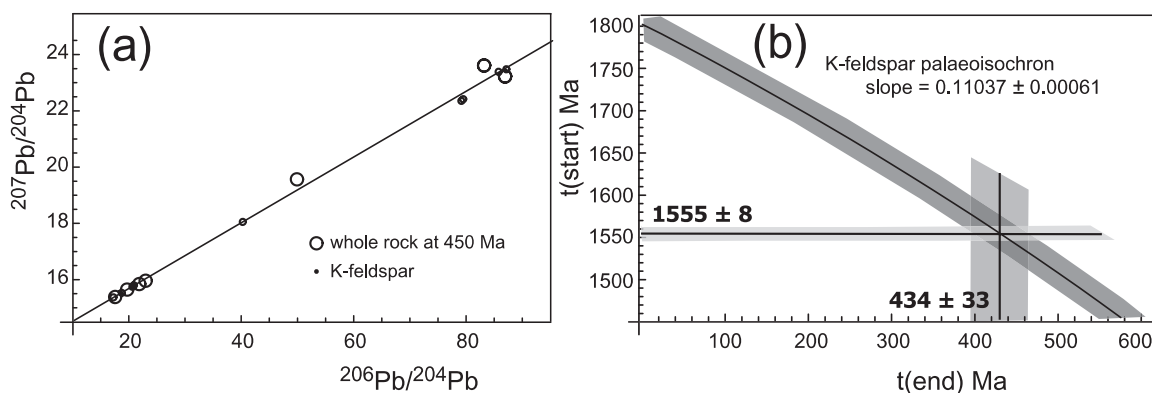 (a)
24
22
20
18
16
207Pb/204Pb
whole rock at 450 Ma
K-feldspar
20 40 60 80
206Pb/204Pb
(b)
1800
1750
1700
1650
1600
1550
1500
t(start) Ma
K-feldspar palaeoisochron
slope = 0.11037 ± 0.00061
1555 ± 8
434 ± 33
100 200 300 400 500 600
t(end) Ma